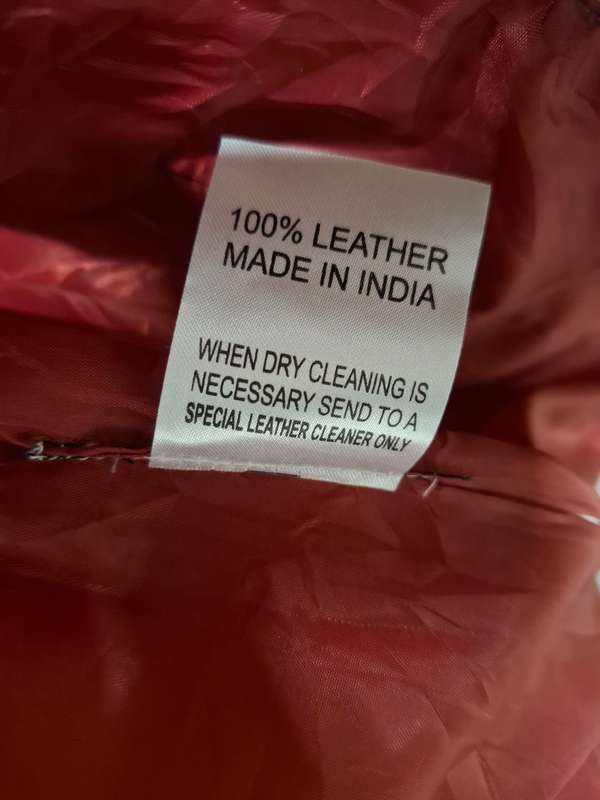 100% LEATHER
MADE IN INDIA
WHEN DRY CLEANING IS
NECESSARY SEND TO A
SPECIAL LEATHER CLEANER ONLY